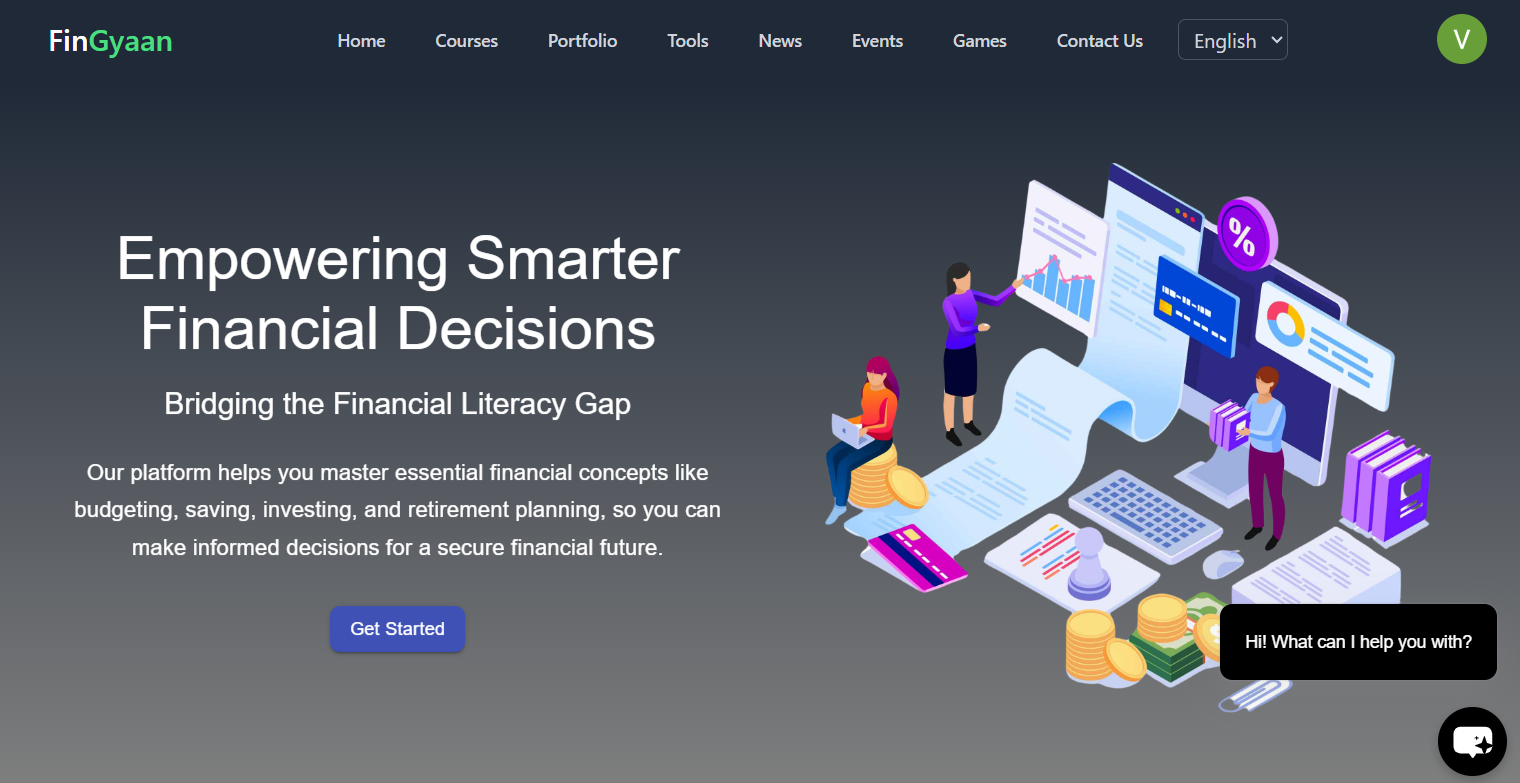 FinGyaan
Home Courses Portfolio Tools News Events Games Contact Us English V
Empowering Smarter
Financial Decisions
Bridging the Financial Literacy Gap
Our platform helps you master essential financial concepts like
budgeting, saving, investing, and retirement planning, so you can
make informed decisions for a secure financial future.
Get Started
%
Hi! What can I help you with?